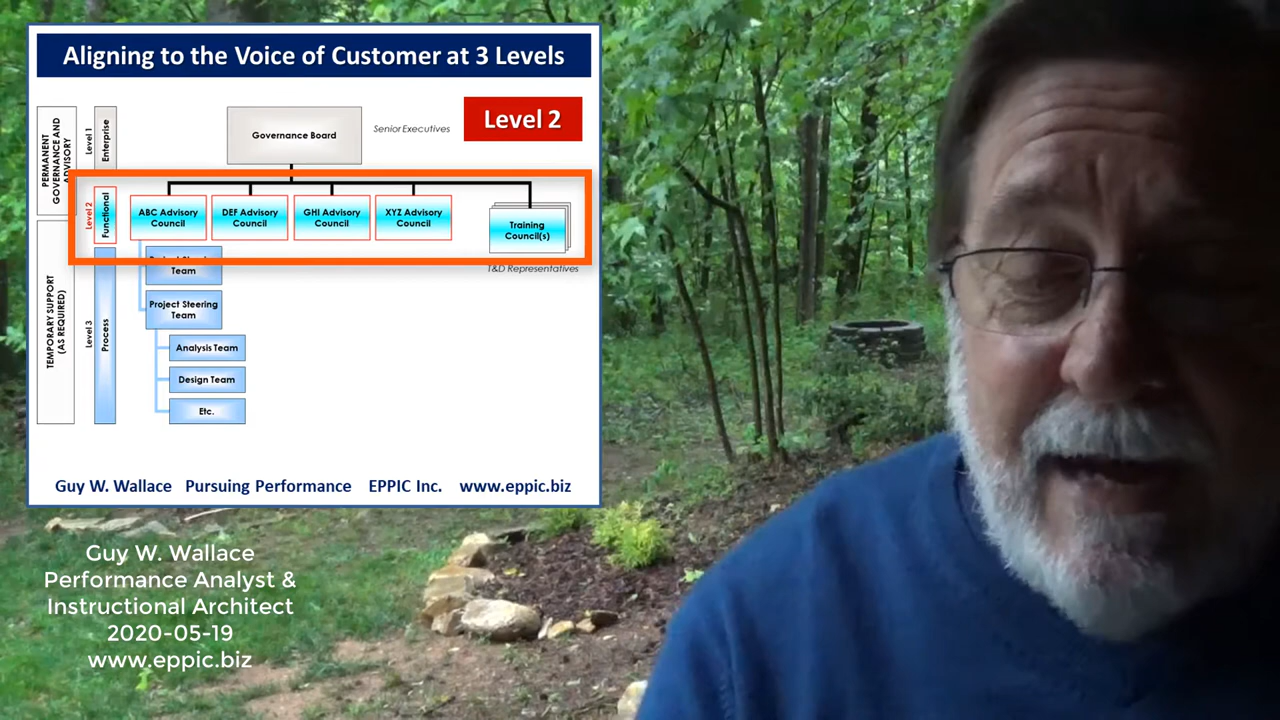 Aligning to the Voice of Customer at 3 Levels
Level 2
PERMANENT
GOVERNANCE AND
ADVISORY
Level 1
Enterprise
Governance Board
Senior Executives
Level 2
Functional
ABC Advisory
Council
DEF Advisory
Council
GHI Advisory
Council
XYZ Advisory
Council
Training
Council(s)
T&D Representatives
TEMPORARY SUPPORT
(AS REQUIRED)
Level 3
Process
Team
Project Steering
Team
Analysis Team
Design Team
Etc.
Guy W. Wallace Pursuing Performance EPPIC Inc. www.eppic.biz
Guy W. Wallace
Performance Analyst &
Instructional Architect
2020-05-19
www.eppic.biz